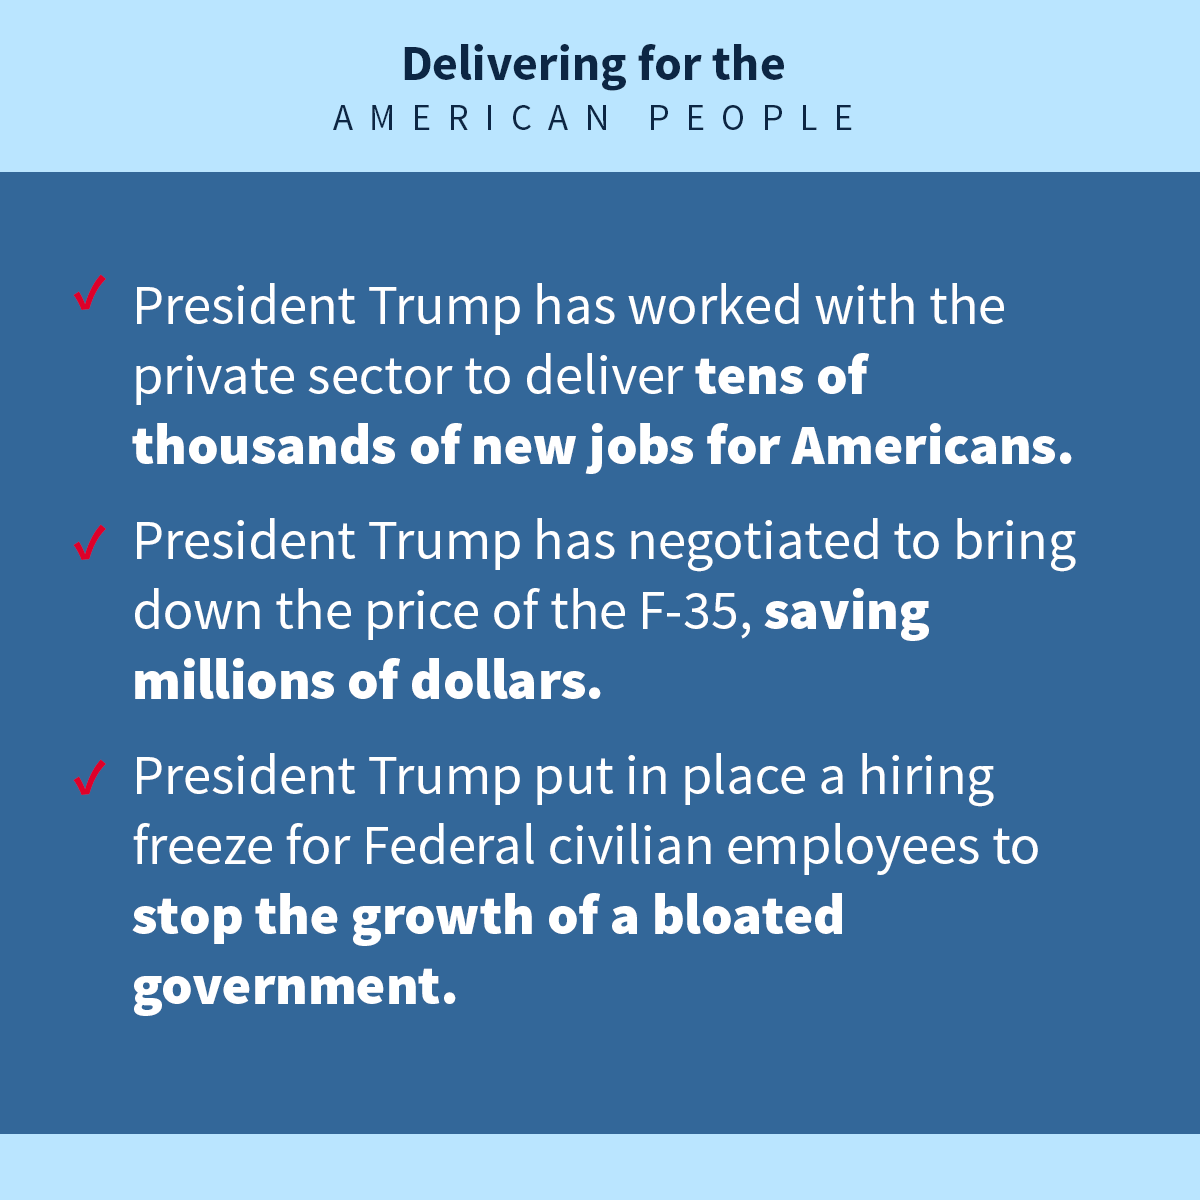 Delivering for the
AMERICAN PEOPLE
✓ President Trump has worked with the
private sector to deliver tens of
thousands of new jobs for Americans.
✓ President Trump has negotiated to bring
down the price of the F-35, saving
millions of dollars.
✓ President Trump put in place a hiring
freeze for Federal civilian employees to
stop the growth of a bloated
government.